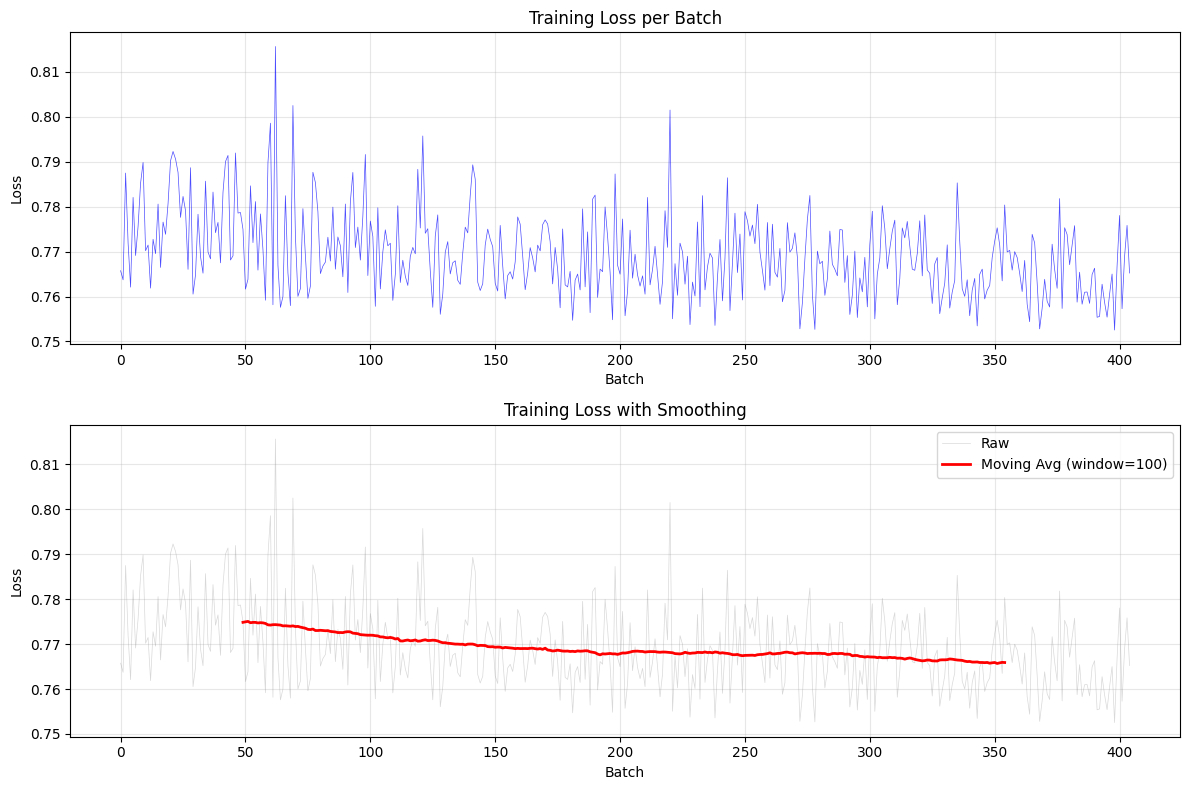 Training Loss per Batch
0.81
0.80
0.79
0.78
0.77
0.76
0.75
Loss
0 50 100 150 200 250 300 350 400
Batch
Training Loss with Smoothing
Raw
Moving Avg (window=100)
0.81
0.80
0.79
0.78
0.77
0.76
0.75
Loss
0 50 100 150 200 250 300 350 400
Batch